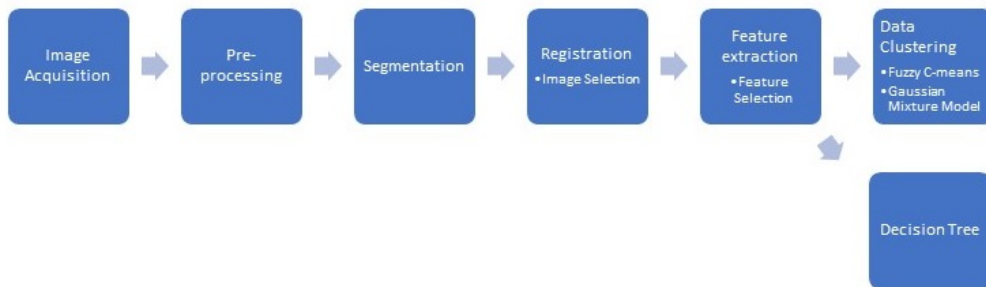 Image
Acquisition
Pre-
processing
Segmentation
Registration
•Image Selection
Feature
extraction
•Feature
Selection
Data
Clustering
•Fuzzy C-means
•Gaussian
Mixture Model
Decision Tree